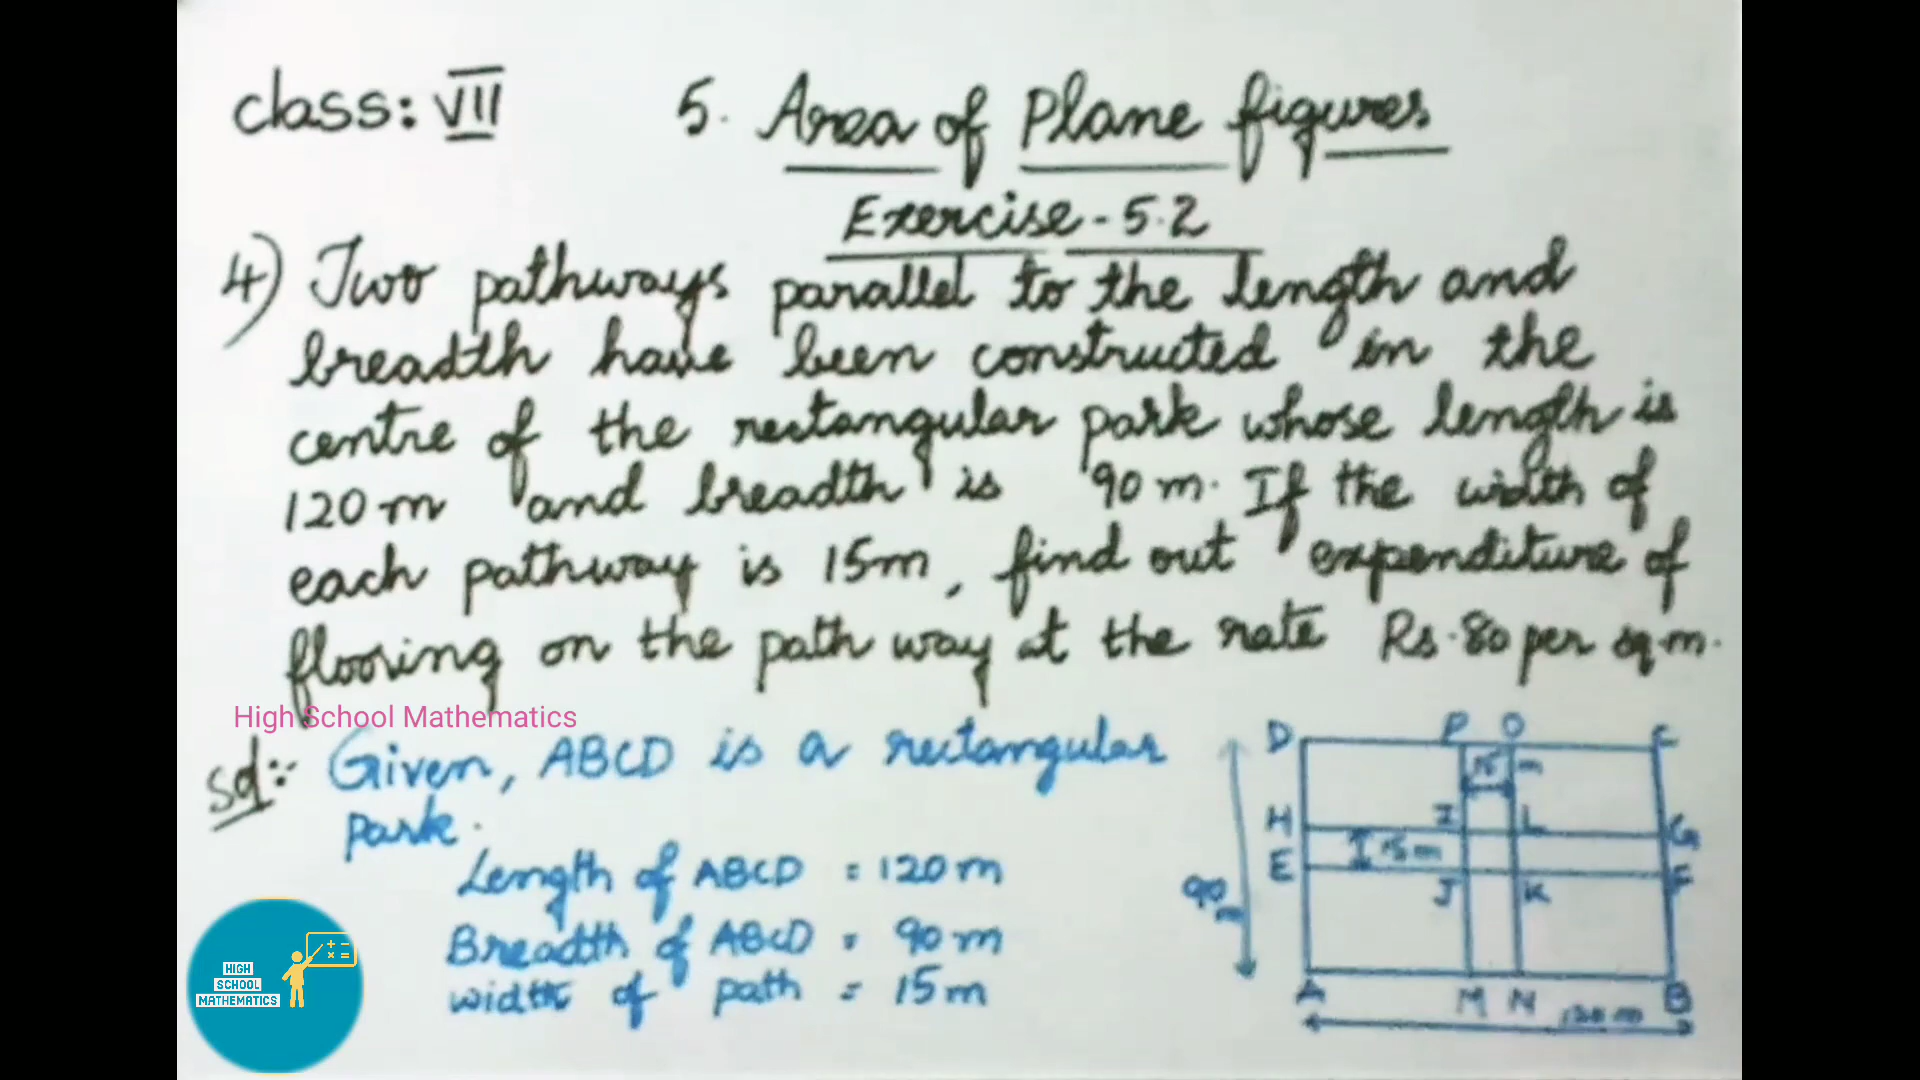 class: VII
5. Area of Plane figures
Exercise - 5.2
4) Two pathways parallel to the length and
breadth have been constructed in the
centre of the rectangular park whose length is
120 m and breadth is 90 m. If the width of
each pathway is 15m, find out expenditure of
flooring on the path way at the rate Rs. 80 per sq.m.
High School Mathematics
Sol:- Given, ABCD is a rectangular
park.
Length of ABCD = 120 m
Breadth of ABCD = 90 m
width of path = 15 m
D P O C
15 m
H I L G
15m
E F
J K
90 m
A M N B
120 m
HIGH
SCHOOL
MATHEMATICS
+ -
× =